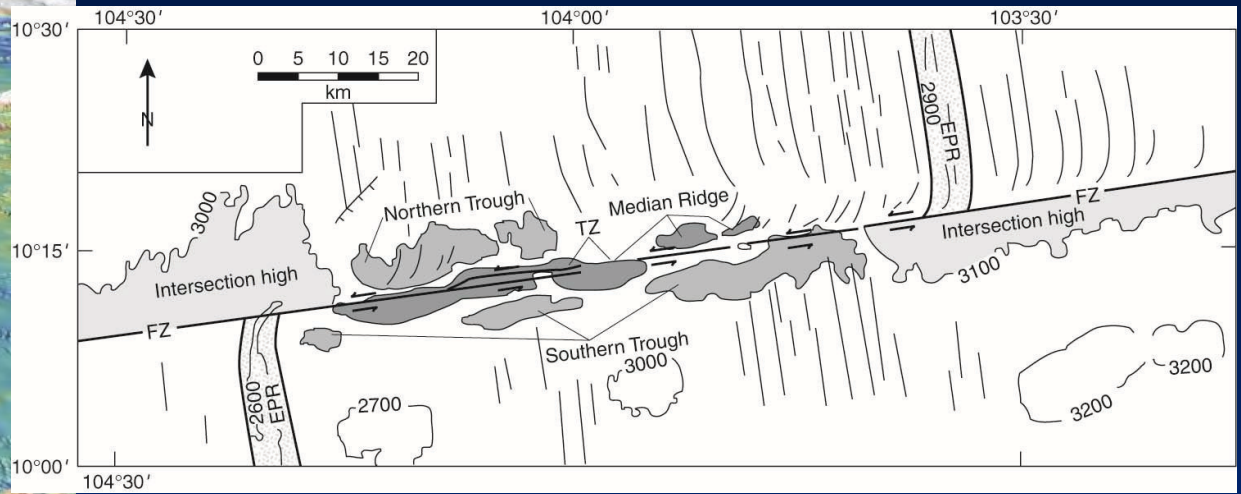 104°30′ 104°00′ 103°30′
10°30′
0 5 10 15 20
km
N
2900
EPR
3000
Northern Trough
Median Ridge
TZ
FZ
10°15′
Intersection high
Intersection high
3100
FZ
Southern Trough
3000
2600
EPR
2700
3200
3200
10°00′
104°30′